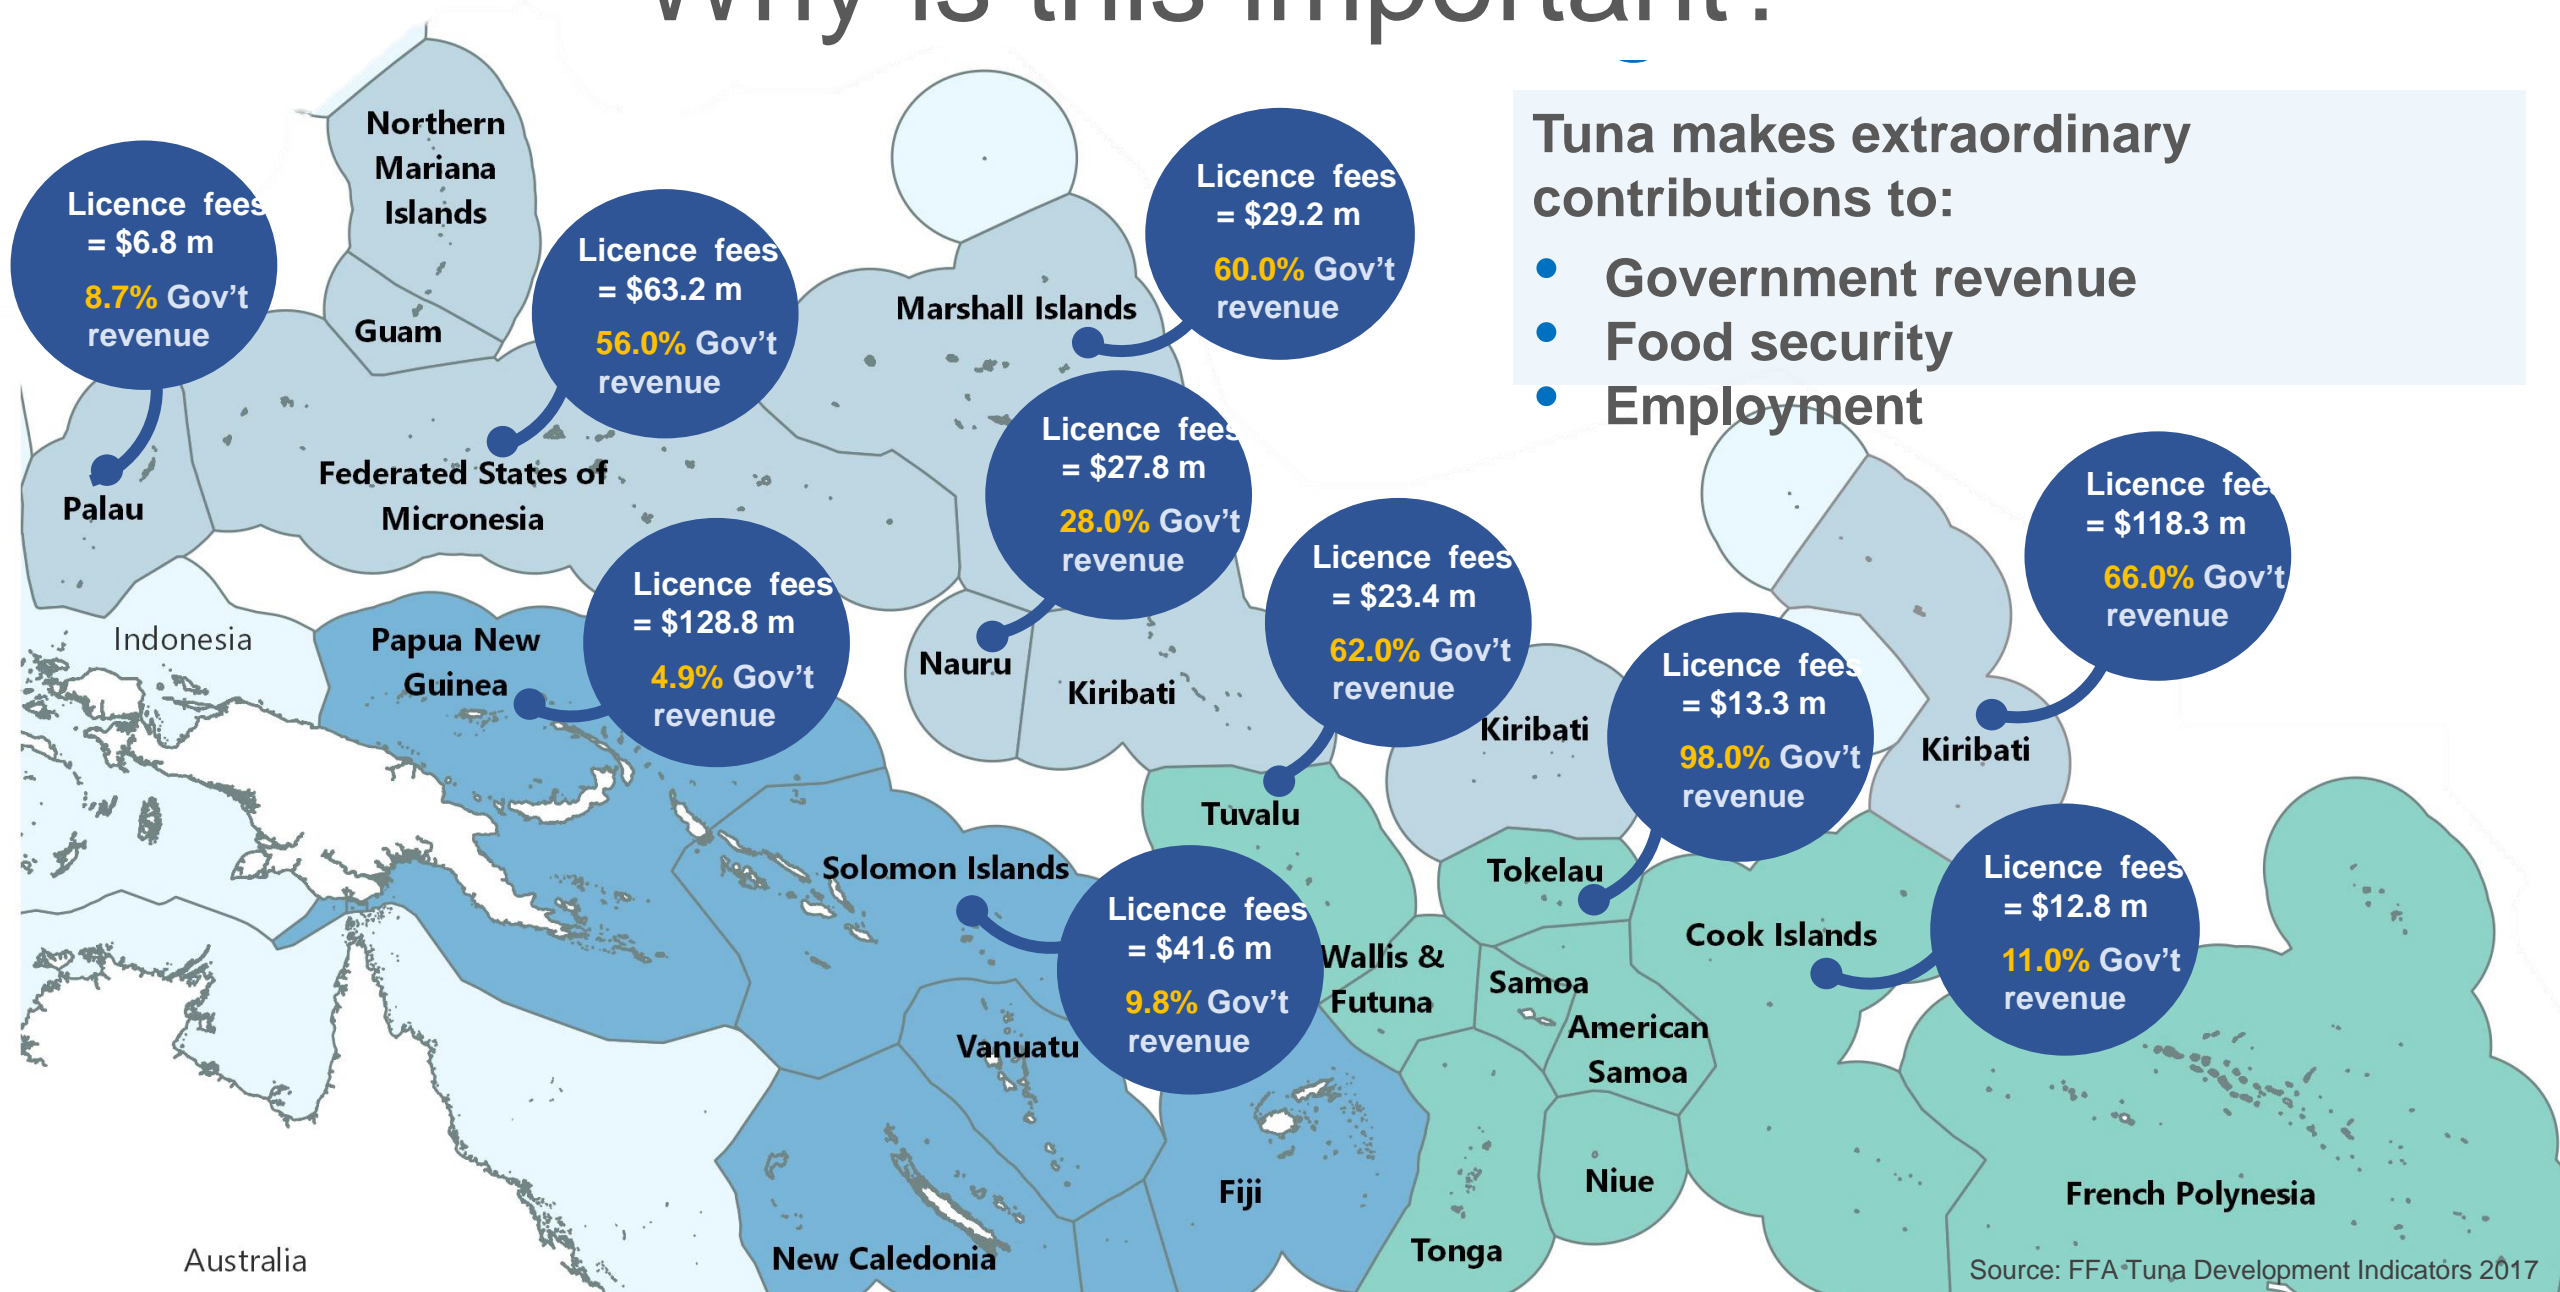 Why is this important?
Tuna makes extraordinary
contributions to:
• Government revenue
• Food security
• Employment
Northern
Mariana
Islands
Guam
Licence fees
= $6.8 m
8.7% Gov't
revenue
Palau
Licence fees
= $63.2 m
56.0% Gov't
revenue
Federated States of
Micronesia
Licence fees
= $29.2 m
60.0% Gov't
revenue
Marshall Islands
Licence fees
= $27.8 m
28.0% Gov't
revenue
Nauru
Kiribati
Licence fees
= $128.8 m
4.9% Gov't
revenue
Indonesia
Papua New
Guinea
Licence fees
= $23.4 m
62.0% Gov't
revenue
Tuvalu
Kiribati
Licence fees
= $13.3 m
98.0% Gov't
revenue
Tokelau
Licence fees
= $118.3 m
66.0% Gov't
revenue
Kiribati
Licence fees
= $41.6 m
9.8% Gov't
revenue
Solomon Islands
Licence fees
= $12.8 m
11.0% Gov't
revenue
Cook Islands
Wallis &
Futuna
Samoa
American
Samoa
Vanuatu
Fiji
Niue
Tonga
New Caledonia
French Polynesia
Australia
Source: FFA Tuna Development Indicators 2017